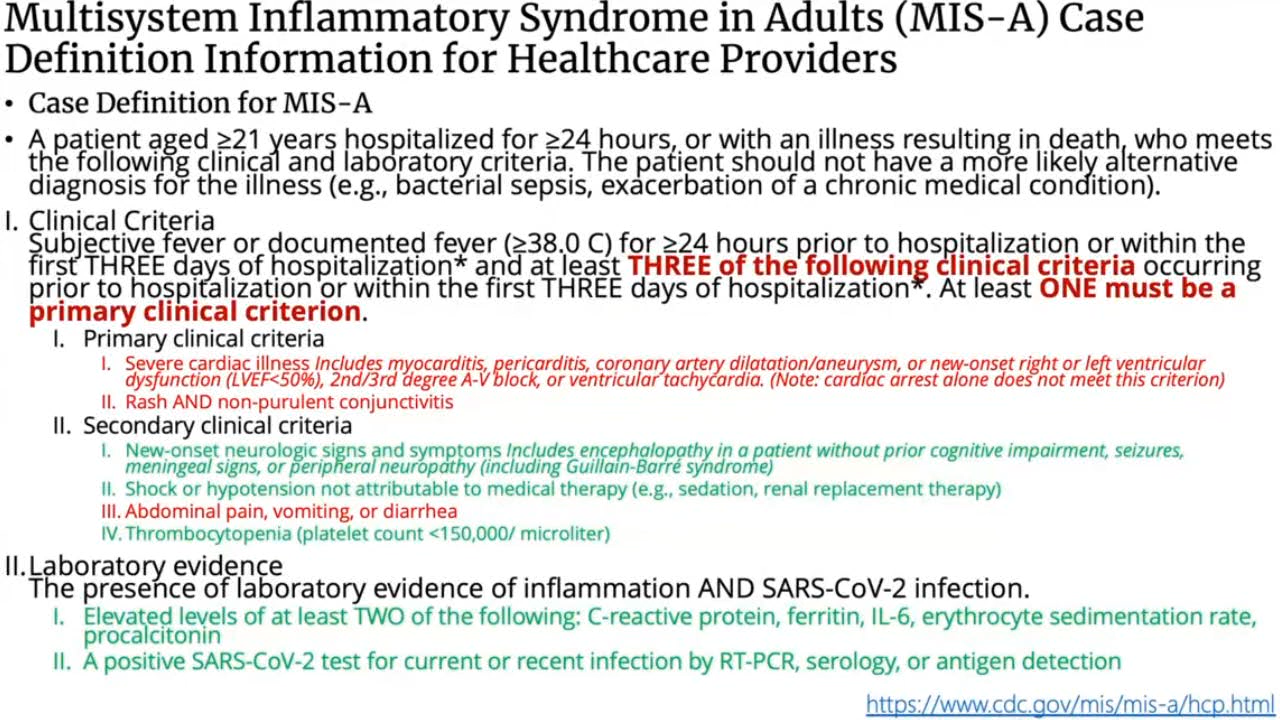 Multisystem Inflammatory Syndrome in Adults (MIS-A) Case
Definition Information for Healthcare Providers
• Case Definition for MIS-A
• A patient aged ≥21 years hospitalized for ≥24 hours, or with an illness resulting in death, who meets
the following clinical and laboratory criteria. The patient should not have a more likely alternative
diagnosis for the illness (e.g., bacterial sepsis, exacerbation of a chronic medical condition).
I. Clinical Criteria
Subjective fever or documented fever (≥38.0 C) for ≥24 hours prior to hospitalization or within the
first THREE days of hospitalization* and at least THREE of the following clinical criteria occurring
prior to hospitalization or within the first THREE days of hospitalization*. At least ONE must be a
primary clinical criterion.
I. Primary clinical criteria
I. Severe cardiac illness Includes myocarditis, pericarditis, coronary artery dilatation/aneurysm, or new-onset right or left ventricular
dysfunction (LVEF<50%), 2nd/3rd degree A-V block, or ventricular tachycardia. (Note: cardiac arrest alone does not meet this criterion)
II. Rash AND non-purulent conjunctivitis
II. Secondary clinical criteria
I. New-onset neurologic signs and symptoms Includes encephalopathy in a patient without prior cognitive impairment, seizures,
meningeal signs, or peripheral neuropathy (including Guillain-Barré syndrome)
II. Shock or hypotension not attributable to medical therapy (e.g., sedation, renal replacement therapy)
III. Abdominal pain, vomiting, or diarrhea
IV. Thrombocytopenia (platelet count <150,000/ microliter)
II. Laboratory evidence
The presence of laboratory evidence of inflammation AND SARS-CoV-2 infection.
I. Elevated levels of at least TWO of the following: C-reactive protein, ferritin, IL-6, erythrocyte sedimentation rate,
procalcitonin
II. A positive SARS-CoV-2 test for current or recent infection by RT-PCR, serology, or antigen detection
https://www.cdc.gov/mis/mis-a/hcp.html